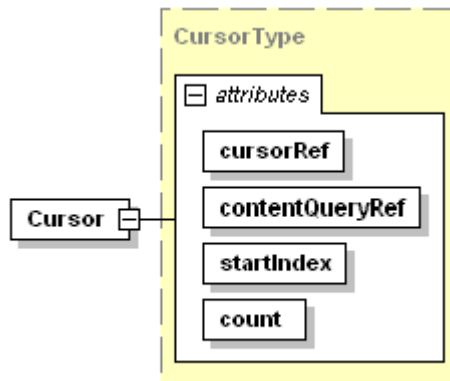 CursorType
attributes
cursorRef
contentQueryRef
Cursor
startIndex
count